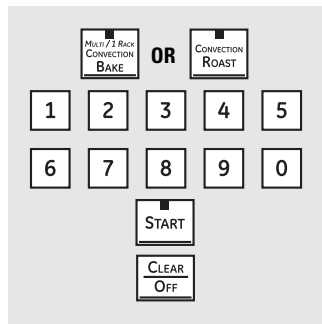 MULTI / 1 RACK
CONVECTION
BAKE
OR
CONVECTION
ROAST
1 2 3 4 5
6 7 8 9 0
START
CLEAR
OFF